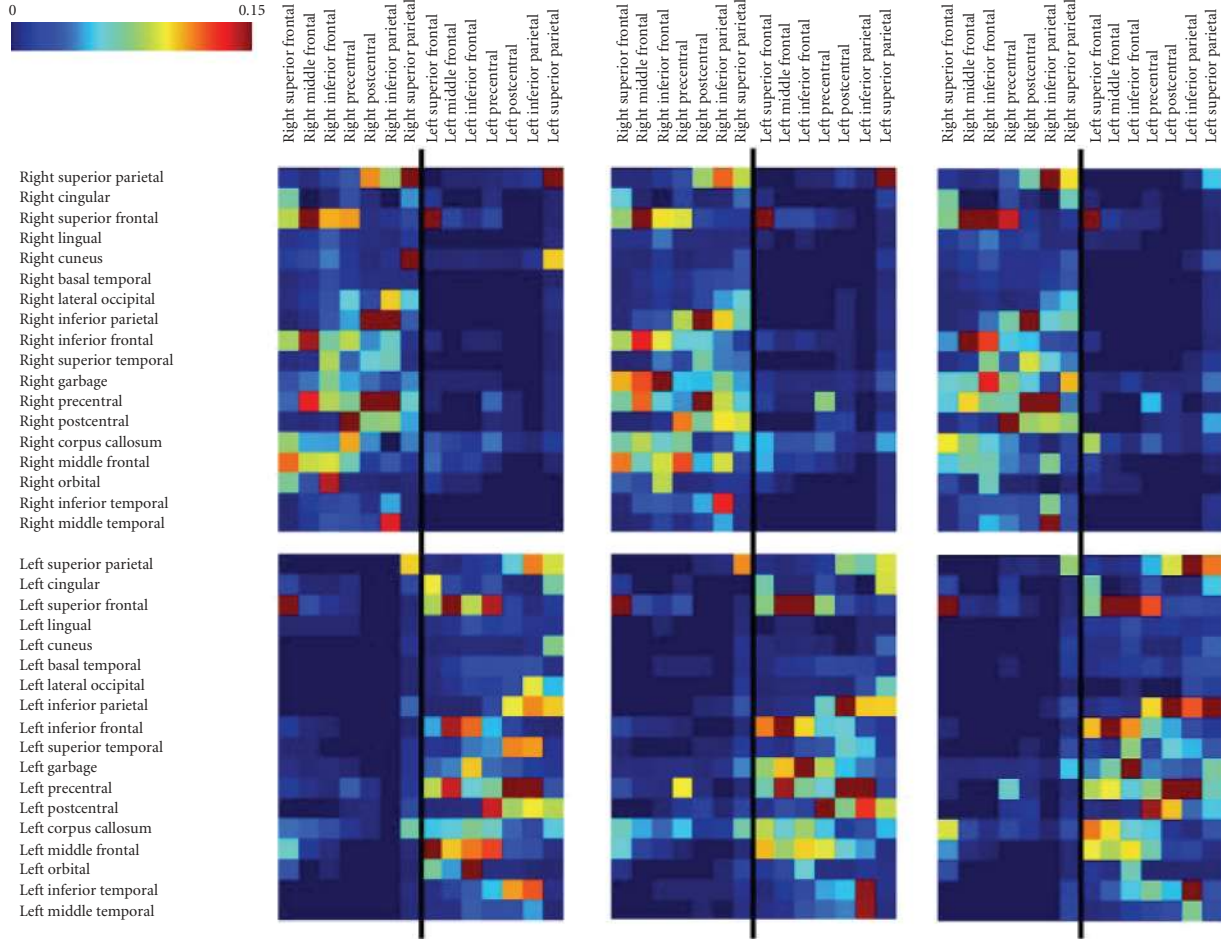 0 0.15
Right superior frontal
Right middle frontal
Right inferior frontal
Right precentral
Right postcentral
Right inferior parietal
Right superior parietal
Left superior frontal
Left middle frontal
Left inferior frontal
Left precentral
Left postcentral
Left inferior parietal
Left superior parietal
Right superior frontal
Right middle frontal
Right inferior frontal
Right precentral
Right postcentral
Right inferior parietal
Right superior parietal
Left superior frontal
Left middle frontal
Left inferior frontal
Left precentral
Left postcentral
Left inferior parietal
Left superior parietal
Right superior frontal
Right middle frontal
Right inferior frontal
Right precentral
Right postcentral
Right inferior parietal
Right superior parietal
Left superior frontal
Left middle frontal
Left inferior frontal
Left precentral
Left postcentral
Left inferior parietal
Left superior parietal
Right superior parietal
Right cingular
Right superior frontal
Right lingual
Right cuneus
Right basal temporal
Right lateral occipital
Right inferior parietal
Right inferior frontal
Right superior temporal
Right garbage
Right precentral
Right postcentral
Right corpus callosum
Right middle frontal
Right orbital
Right inferior temporal
Right middle temporal
Left superior parietal
Left cingular
Left superior frontal
Left lingual
Left cuneus
Left basal temporal
Left lateral occipital
Left inferior parietal
Left inferior frontal
Left superior temporal
Left garbage
Left precentral
Left postcentral
Left corpus callosum
Left middle frontal
Left orbital
Left inferior temporal
Left middle temporal